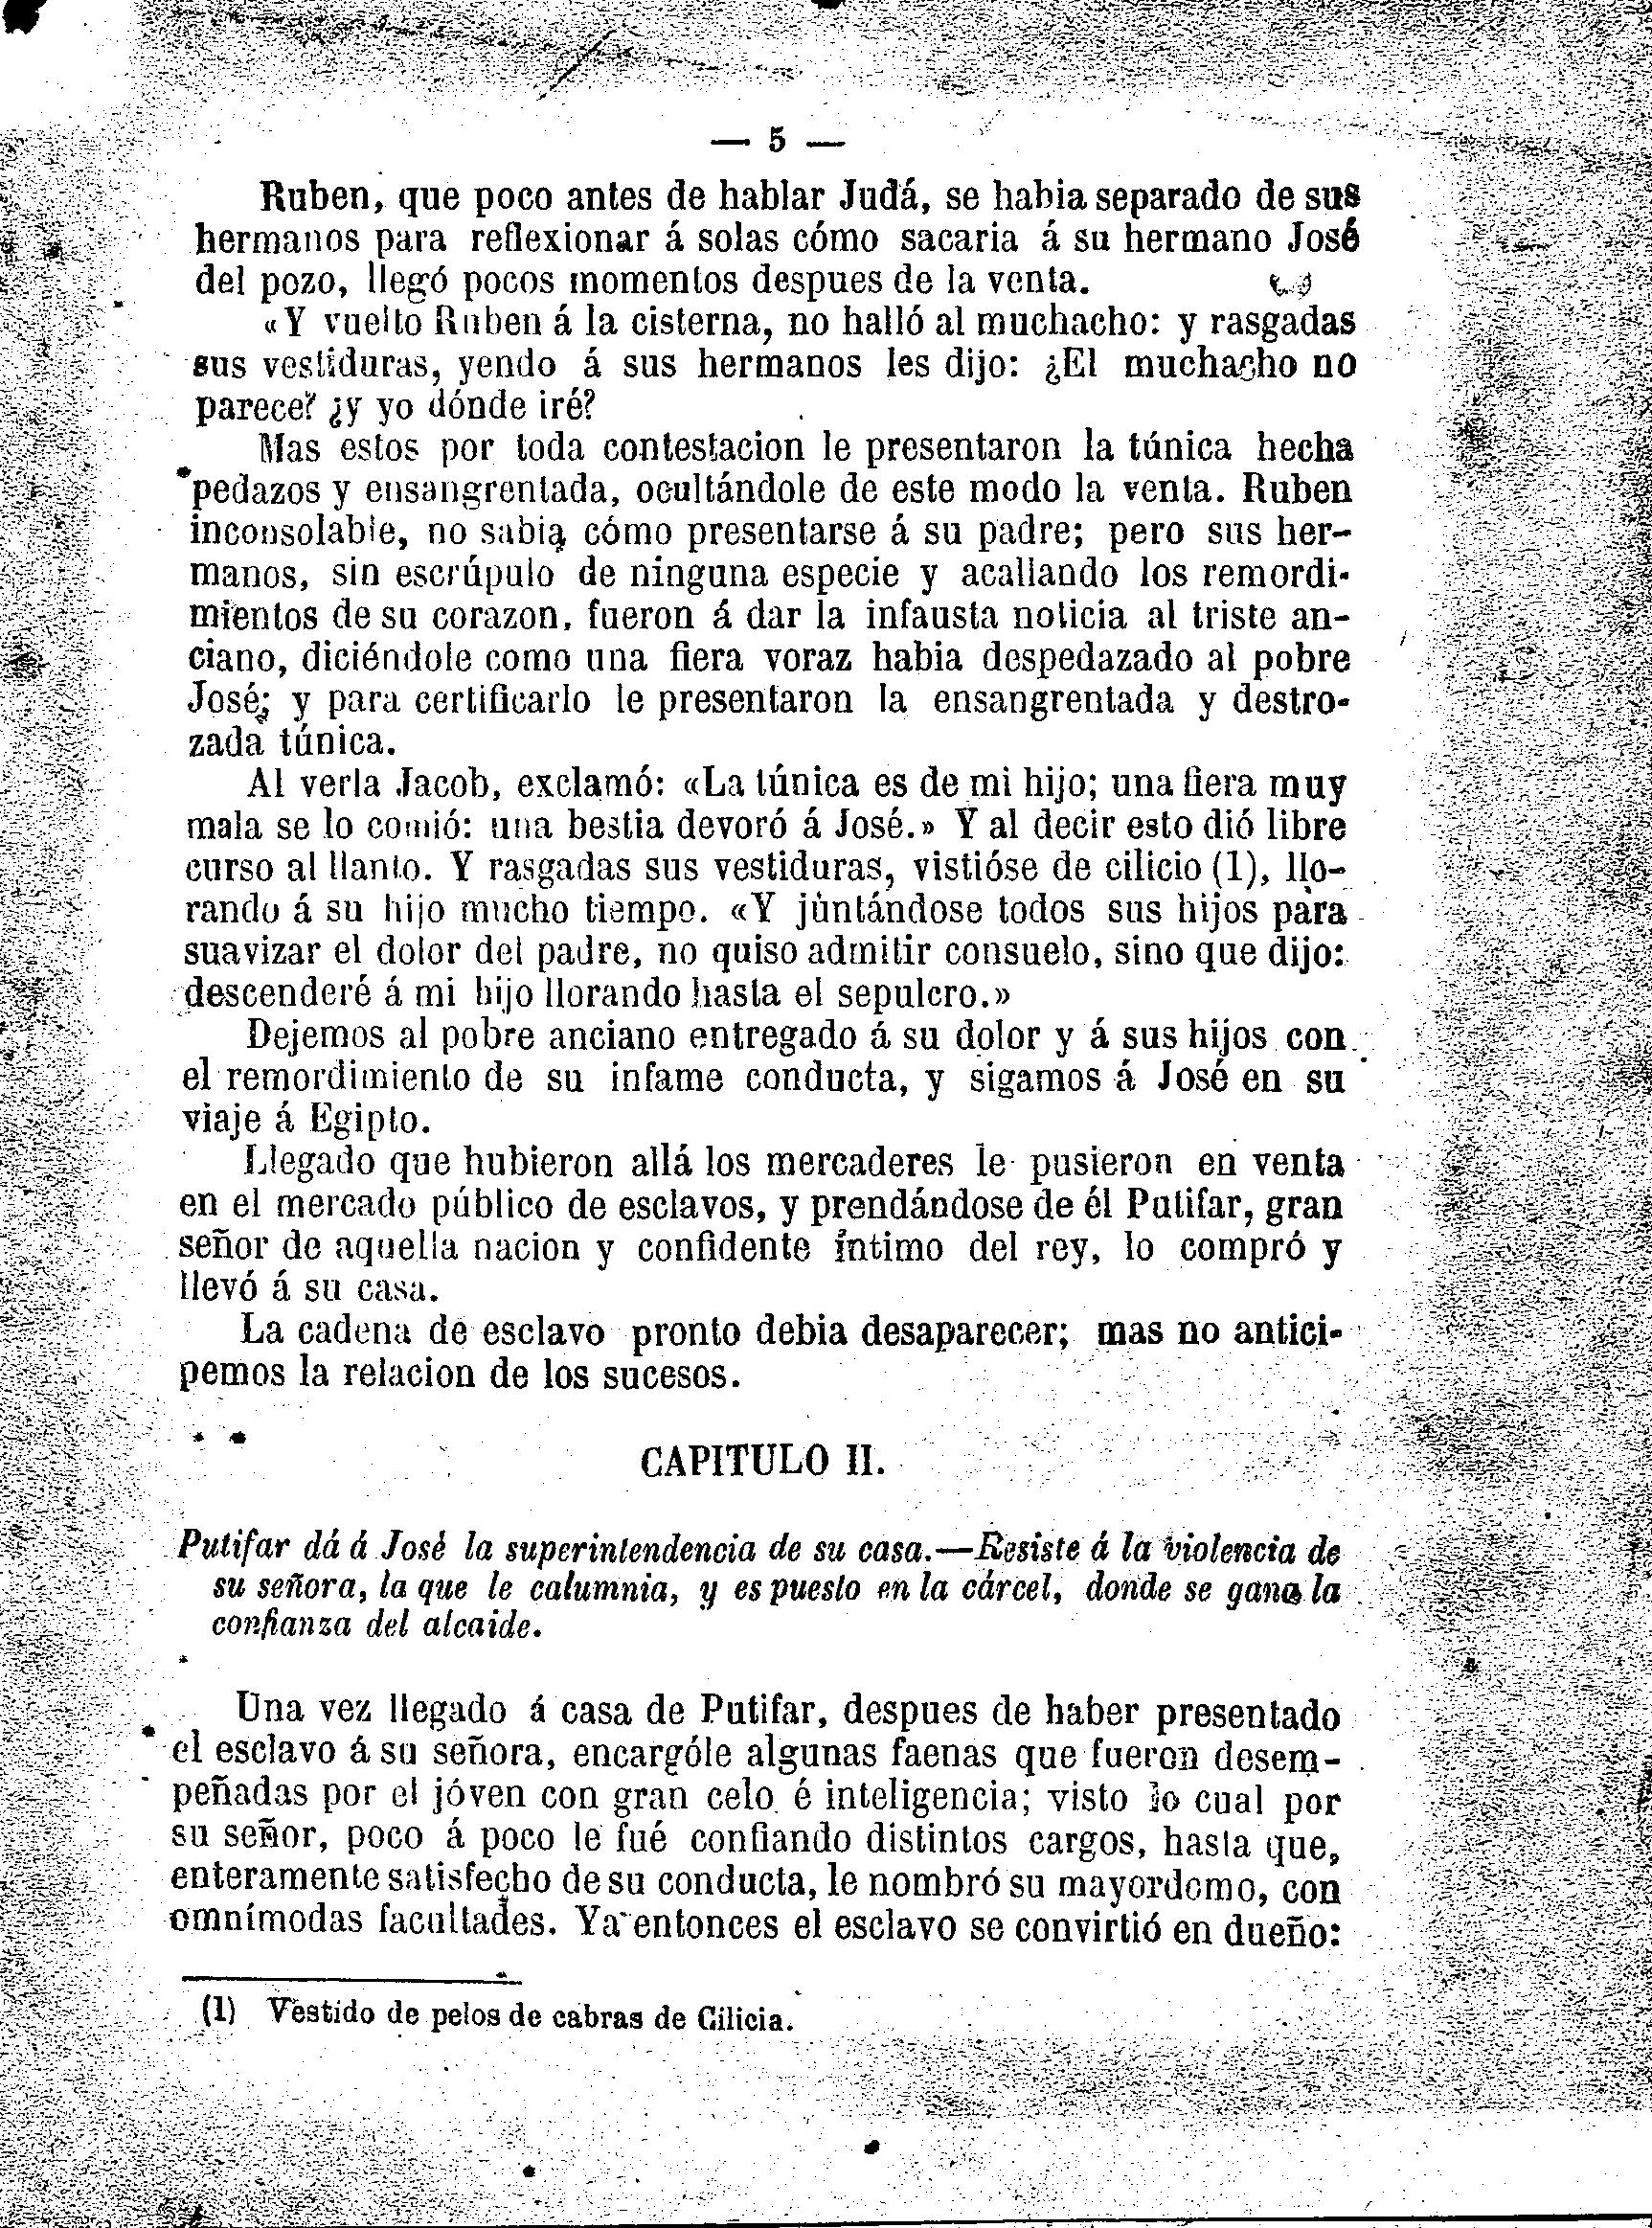 — 5 —
Ruben, que poco antes de hablar Judá, se habia separado de sus
hermanos para reflexionar á solas cómo sacaria á su hermano José
del pozo, llegó pocos momentos despues de la venta.
«Y vuelto Ruben á la cisterna, no halló al muchacho: y rasgadas
sus vestiduras, yendo á sus hermanos les dijo: ¿El muchacho no
parece? ¿y yo dónde iré?
Mas estos por toda contestacion le presentaron la túnica hecha
pedazos y ensangrentada, ocultándole de este modo la venta. Ruben
inconsolable, no sabia cómo presentarse á su padre; pero sus her-
manos, sin escrúpulo de ninguna especie y acallando los remordi-
mientos de su corazon, fueron á dar la infausta noticia al triste an-
ciano, diciéndole como una fiera voraz habia despedazado al pobre
José; y para certificarlo le presentaron la ensangrentada y destro-
zada túnica.
Al verla Jacob, exclamó: «La túnica es de mi hijo; una fiera muy
mala se lo comió: una bestia devoró á José.» Y al decir esto dió libre
curso al llanto. Y rasgadas sus vestiduras, vistióse de cilicio (1), llo-
rando á su hijo mucho tiempo. «Y júntándose todos sus hijos para
suavizar el dolor del padre, no quiso admitir consuelo, sino que dijo:
descenderé á mi hijo llorando hasta el sepulcro.»
Dejemos al pobre anciano entregado á su dolor y á sus hijos con
el remordimiento de su infame conducta, y sigamos á José en su
viaje á Egipto.
Llegado que hubieron allá los mercaderes le pusieron en venta
en el mercado público de esclavos, y prendándose de él Putifar, gran
señor de aquella nacion y confidente íntimo del rey, lo compró y
llevó á su casa.
La cadena de esclavo pronto debia desaparecer; mas no antici-
pemos la relacion de los sucesos.
CAPITULO II.
Putifar dá á José la superintendencia de su casa.—Resiste á la violencia de
su señora, la que le calumnia, y es puesto en la cárcel, donde se gana la
confianza del alcaide.
Una vez llegado á casa de Putifar, despues de haber presentado
el esclavo á su señora, encargóle algunas faenas que fueron desem-
peñadas por el jóven con gran celo é inteligencia; visto lo cual por
su señor, poco á poco le fué confiando distintos cargos, hasta que,
enteramente satisfecho de su conducta, le nombró su mayordomo, con
omnímodas facultades. Ya entonces el esclavo se convirtió en dueño:
(1) Vestido de pelos de cabras de Cilicia.